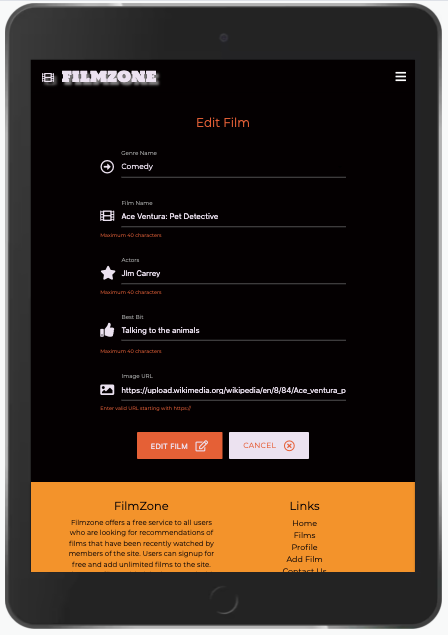 FILMZONE
Edit Film
Genre Name
Comedy
Film Name
Ace Ventura: Pet Detective
Maximum 40 characters
Actors
JIm Carrey
Maximum 40 characters
Best Bit
Talking to the animals
Maximum 40 characters
Image URL
https://upload.wikimedia.org/wikipedia/en/8/84/Ace_ventura_p
Enter valid URL starting with https://
EDIT FILM
CANCEL
FilmZone
Filmzone offers a free service to all users
who are looking for recommendations of
films that have been recently watched by
members of the site. Users can signup for
free and add unlimited films to the site.
Links
Home
Films
Profile
Add Film
Contact Us